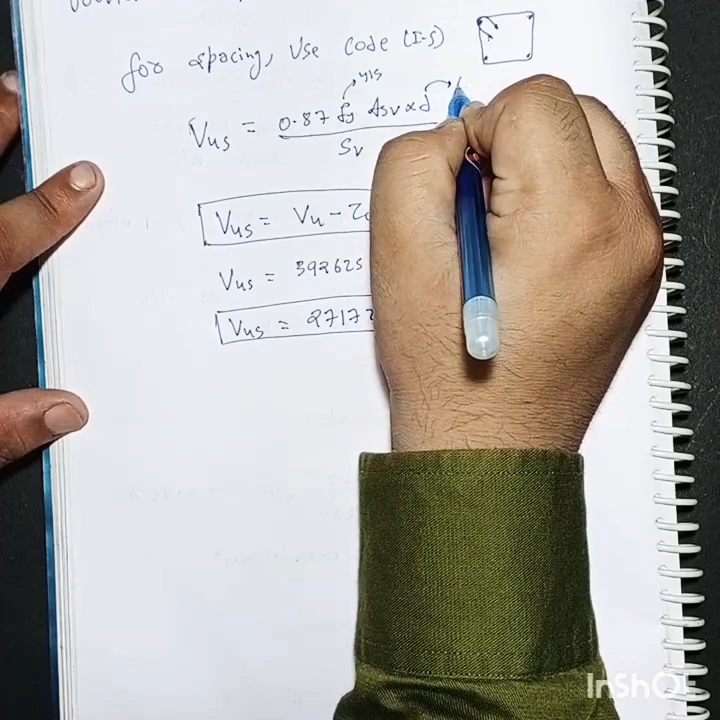 for spacing, Use Code (I-S)
415
Vus = 0.87 fy Asv × d
Sv
Vus = Vu - τ
Vus = 392625
Vus = 27172
InShOt